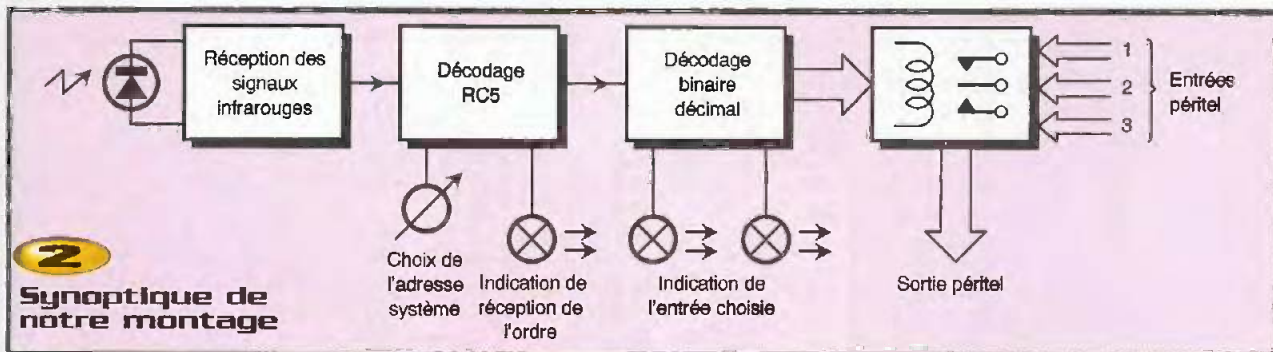 Réception des
signaux
infrarouges
Décodage
RC5
Décodage
binaire
décimal
1
2
3
Entrées
péritel
Choix de
l'adresse
système
Indication de
réception de
l'ordre
Indication de
l'entrée choisie
Sortie péritel
2
Synoptique de
notre montage